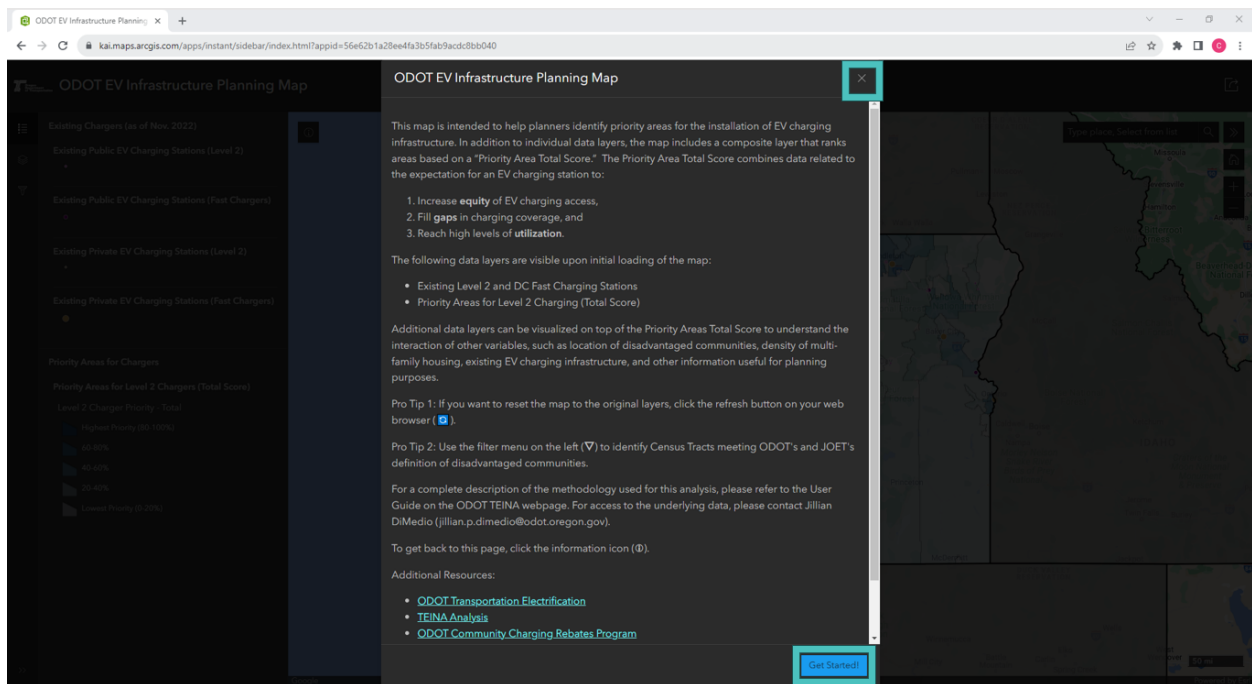 ODOT EV Infrastructure Planning
kai.maps.arcgis.com/apps/instant/sidebar/index.html?appid=56e62b1a28ee4fa3b5fab9acdc8bb040
ODOT EV Infrastructure Planning Map
Existing Chargers (as of Nov. 2022)
Existing Public EV Charging Stations (Level 2)
Existing Public EV Charging Stations (Fast Chargers)
Existing Private EV Charging Stations (Level 2)
Existing Private EV Charging Stations (Fast Chargers)
Priority Areas for Chargers
Priority Areas for Level 2 Chargers (Total Score)
Level 2 Charger Priority - Total
Highest Priority (80-100%)
60-80%
40-60%
20-40%
Lowest Priority (0-20%)
ODOT EV Infrastructure Planning Map
This map is intended to help planners identify priority areas for the installation of EV charging
infrastructure. In addition to individual data layers, the map includes a composite layer that ranks
areas based on a "Priority Area Total Score." The Priority Area Total Score combines data related to
the expectation for an EV charging station to:
1. Increase equity of EV charging access,
2. Fill gaps in charging coverage, and
3. Reach high levels of utilization.
The following data layers are visible upon initial loading of the map:
• Existing Level 2 and DC Fast Charging Stations
• Priority Areas for Level 2 Charging (Total Score)
Additional data layers can be visualized on top of the Priority Areas Total Score to understand the
interaction of other variables, such as location of disadvantaged communities, density of multi-
family housing, existing EV charging infrastructure, and other information useful for planning
purposes.
Pro Tip 1: If you want to reset the map to the original layers, click the refresh button on your web
browser ( ).
Pro Tip 2: Use the filter menu on the left (▽) to identify Census Tracts meeting ODOT's and JOET's
definition of disadvantaged communities.
For a complete description of the methodology used for this analysis, please refer to the User
Guide on the ODOT TEINA webpage. For access to the underlying data, please contact Jillian
DiMedio (jillian.p.dimedio@odot.oregon.gov).
To get back to this page, click the information icon (🛈).
Additional Resources:
• ODOT Transportation Electrification
• TEINA Analysis
• ODOT Community Charging Rebates Program
Get Started!
Type place, Select from list
Missoula
50 mi